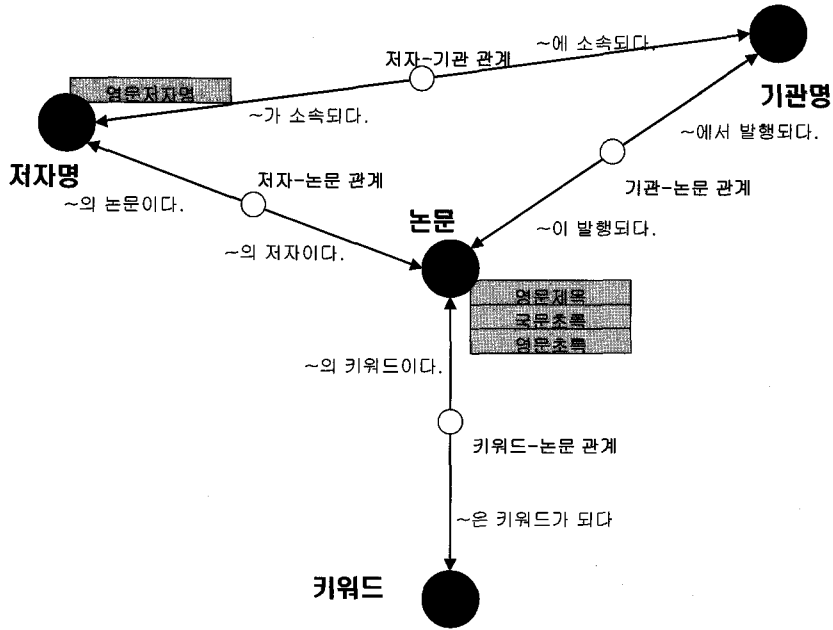 저자-기관 관계
~에 소속되다.
기관명
영문저자명
~가 소속되다.
~에서 발행되다.
저자명
저자-논문 관계
기관-논문 관계
~의 논문이다.
논문
~이 발행되다.
~의 저자이다.
영문제목
국문초록
영문초록
~의 키워드이다.
키워드-논문 관계
~은 키워드가 되다
키워드